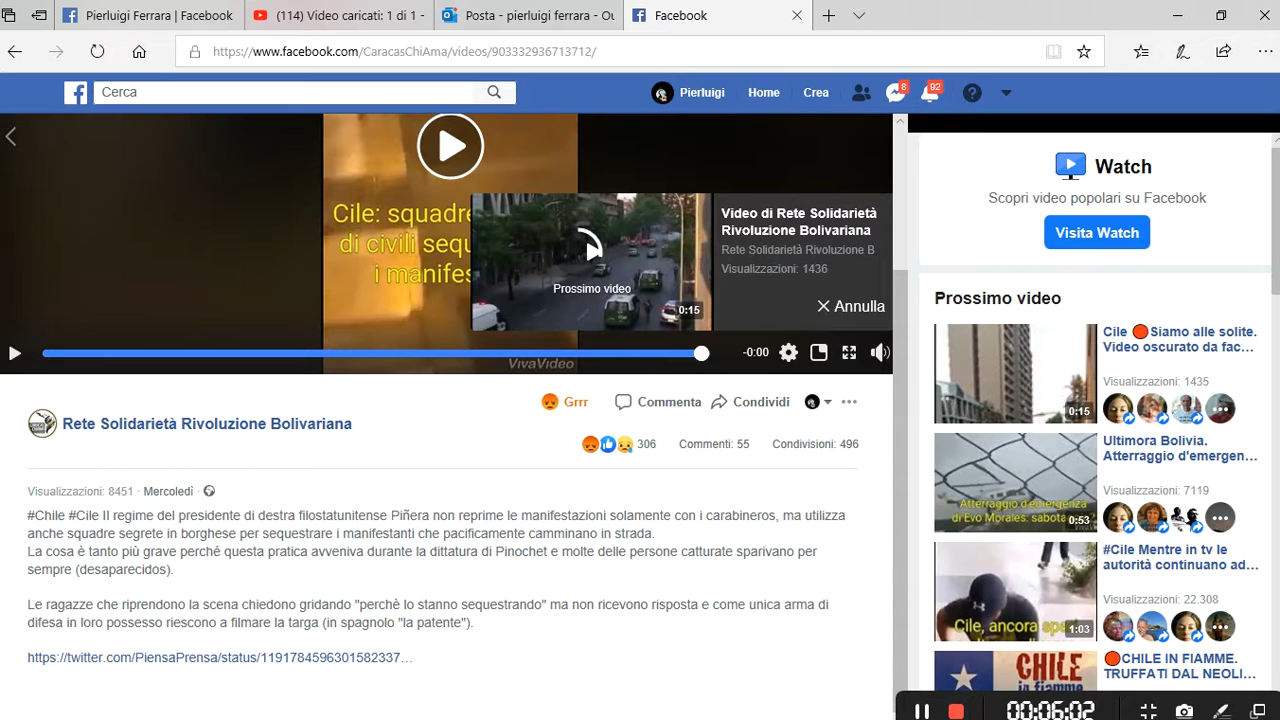 Pierluigi Ferrara | Facebook
(114) Video caricati: 1 di 1 -
Posta - pierluigi ferrara - Ou
Facebook
https://www.facebook.com/CaracasChiAma/videos/903332936713712/
Cerca
Pierluigi
Home
Crea
8
92
Cile: squadre
di civili sequ
i manifes
Prossimo video
0:15
Video di Rete Solidarietà
Rivoluzione Bolivariana
Rete Solidarietà Rivoluzione B
Visualizzazioni: 1436
Annulla
-0:00
VivaVideo
Grrr
Commenta
Condividi
Rete Solidarietà Rivoluzione Bolivariana
306
Commenti: 55
Condivisioni: 496
Visualizzazioni: 8451 · Mercoledì ·
#Chile #Cile Il regime del presidente di destra filostatunitense Piñera non reprime le manifestazioni solamente con i carabineros, ma utilizza
anche squadre segrete in borghese per sequestrare i manifestanti che pacificamente camminano in strada.
La cosa è tanto più grave perché questa pratica avveniva durante la dittatura di Pinochet e molte delle persone catturate sparivano per
sempre (desaparecidos).
Le ragazze che riprendono la scena chiedono gridando "perchè lo stanno sequestrando" ma non ricevono risposta e come unica arma di
difesa in loro possesso riescono a filmare la targa (in spagnolo "la patente").
https://twitter.com/PiensaPrensa/status/1191784596301582337...
Watch
Scopri video popolari su Facebook
Visita Watch
Prossimo video
0:15
Cile 🔴Siamo alle solite.
Video oscurato da fac...
Visualizzazioni: 1435
Atterraggio d'emergenza
di Evo Morales: sabota
0:53
Ultimora Bolivia.
Atterraggio d'emergen...
Visualizzazioni: 7119
Cile, ancora spa
1:03
#Cile Mentre in tv le
autorità continuano ad...
Visualizzazioni: 22.308
CHILE
in fiamme
🔴CHILE IN FIAMME.
TRUFFATI DAL NEOLI...
00:06:02